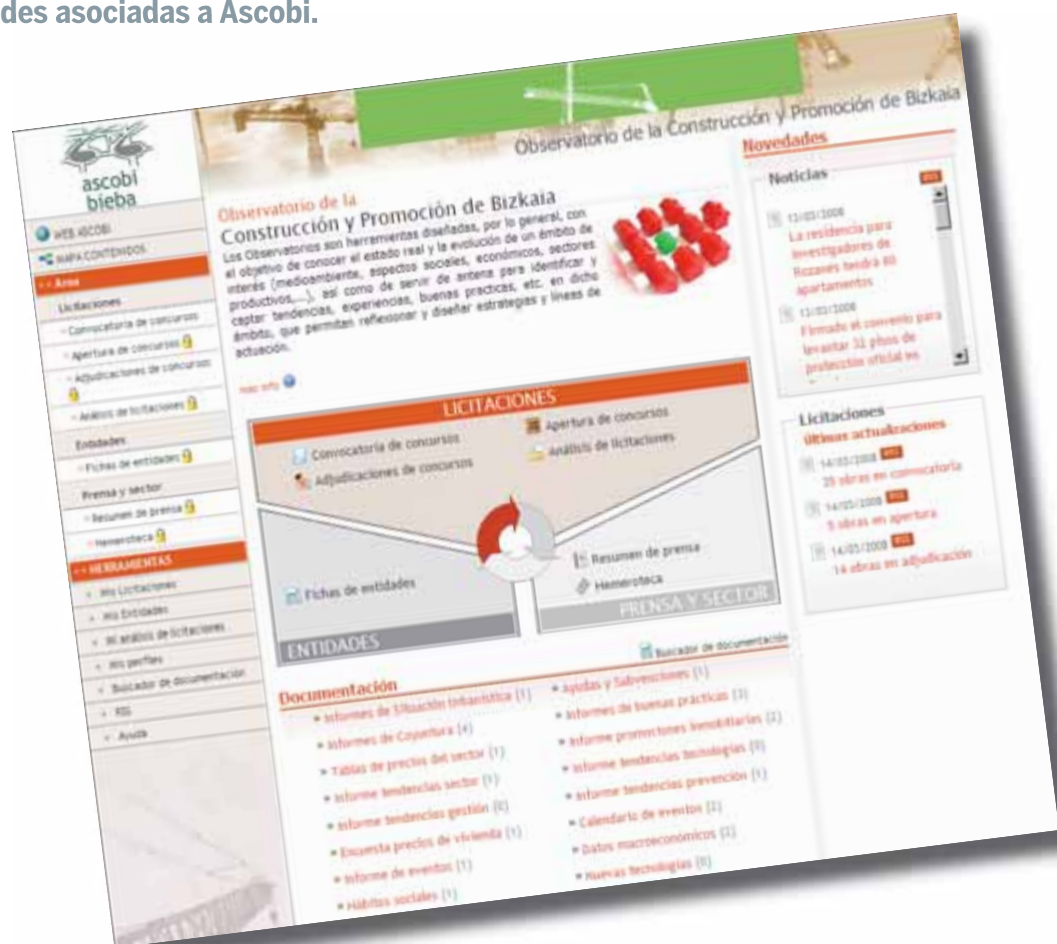 des asociadas a Ascobi.
ascobi
bieba
Observatorio de la Construcción y Promoción de Bizkaia
WEB ASCOBI
MAPA CONTENIDOS
Area
Licitaciones
Convocatoria de concursos
Apertura de concursos
Adjudicaciones de concursos
Análisis de licitaciones
Entidades
Fichas de entidades
Prensa y sector
Resumen de prensa
Hemeroteca
HERRAMIENTAS
Mis Licitaciones
Mis Entidades
Mi análisis de licitaciones
Mis perfiles
Buscador de documentación
RSS
Ayuda
Observatorio de la
Construcción y Promoción de Bizkaia
Los Observatorios son herramientas diseñadas, por lo general, con
el objetivo de conocer el estado real y la evolución de un ámbito de
interés (medioambiente, aspectos sociales, económicos, sectores
productivos,...), así como de servir de antena para identificar y
captar tendencias, experiencias, buenas practicas, etc. en dicho
ámbito, que permitan reflexionar y diseñar estrategias y líneas de
actuación.
mas info
LICITACIONES
Convocatoria de concursos
Apertura de concursos
Adjudicaciones de concursos
Análisis de licitaciones
Fichas de entidades
ENTIDADES
Resumen de prensa
Hemeroteca
PRENSA Y SECTOR
Buscador de documentación
Documentación
Informes de Situación Urbanística (1)
Informes de Coyuntura (4)
Tablas de precios del sector (1)
Informe tendencias sector (1)
Informe tendencias gestión (0)
Encuesta precios de vivienda (1)
Informe de eventos (1)
Hábitos sociales (1)
Ayudas y Subvenciones (1)
Informes de buenas prácticas (3)
Informe promociones inmobiliarias (2)
Informe tendencias tecnologías (0)
Informe tendencias prevención (1)
Calendario de eventos (2)
Datos macroeconomicos (2)
Nuevas tecnologías (0)
Novedades
Noticias
RSS
13/03/2008
La residencia para
investigadores de
tendrá 80
apartamentos
13/03/2008
Firmado el convenio para
levantar 32 pisos de
protección oficial en
Licitaciones
Últimas actualizaciones
14/03/2008 RSS
25 obras en convocatoria
14/03/2008 RSS
5 obras en apertura
14/03/2008 RSS
14 obras en adjudicación